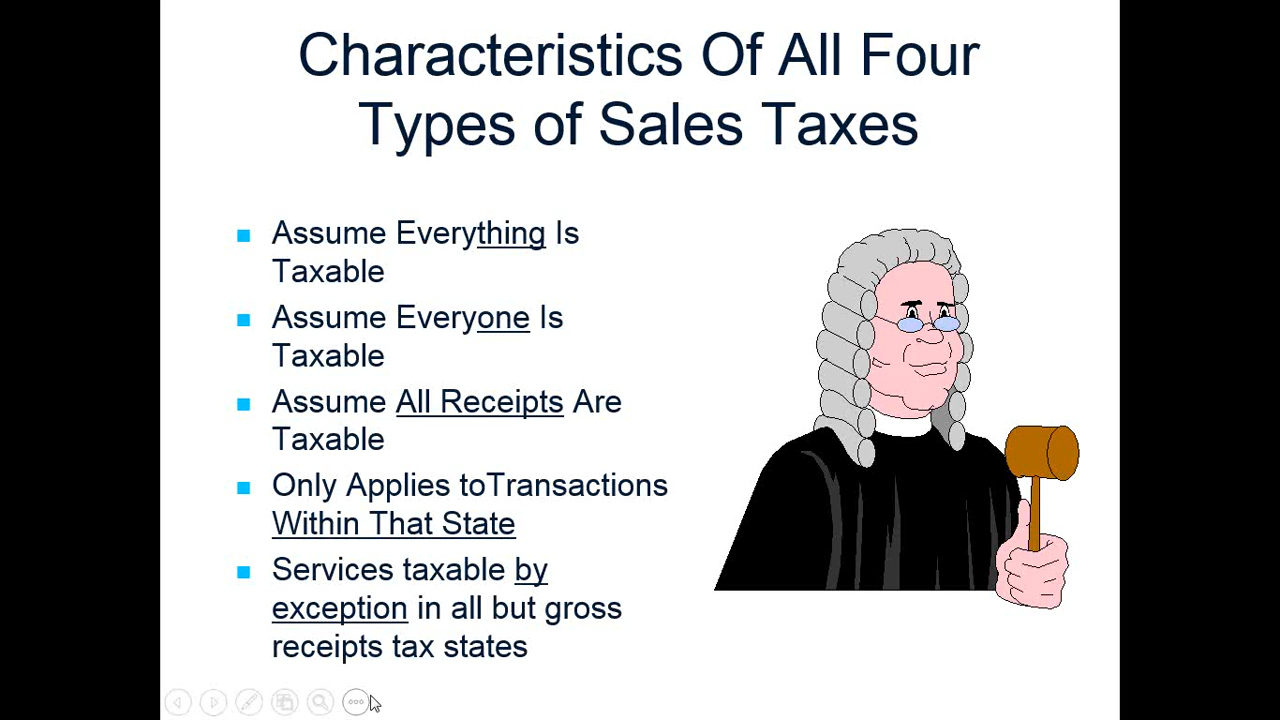 Characteristics Of All Four
Types of Sales Taxes
Assume Everything Is
Taxable
Assume Everyone Is
Taxable
Assume All Receipts Are
Taxable
Only Applies toTransactions
Within That State
Services taxable by
exception in all but gross
receipts tax states